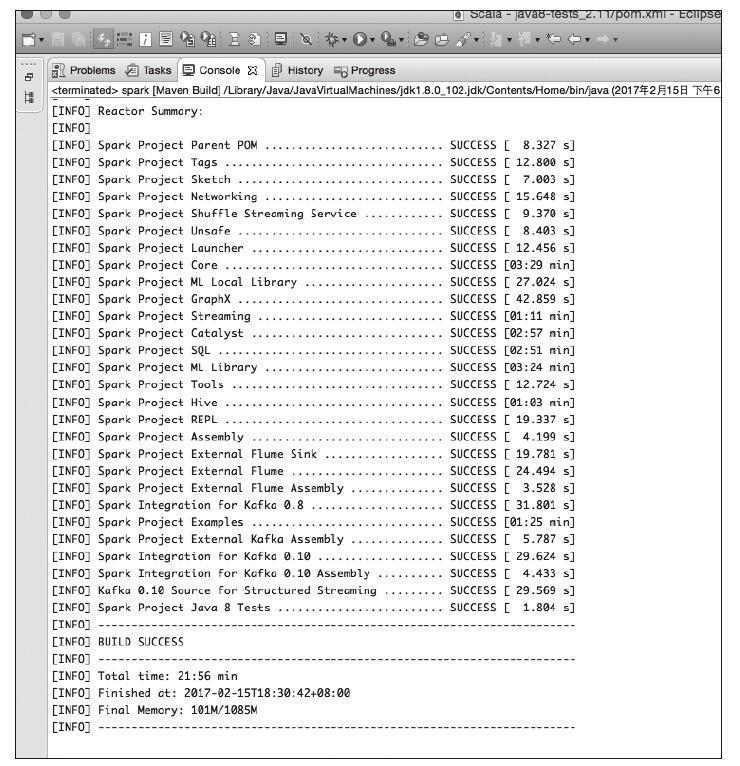 Scala - java8-tests_2.11/pom.xml - Eclipse
Problems Tasks Console History Progress
<terminated> spark [Maven Build] /Library/Java/JavaVirtualMachines/jdk1.8.0_102.jdk/Contents/Home/bin/java (2017年2月15日 下午6
[INFO] Reactor Summary:
[INFO]
[INFO] Spark Project Parent POM ........................... SUCCESS [  8.327 s]
[INFO] Spark Project Tags ................................. SUCCESS [ 12.800 s]
[INFO] Spark Project Sketch ............................... SUCCESS [  7.003 s]
[INFO] Spark Project Networking ........................... SUCCESS [ 15.648 s]
[INFO] Spark Project Shuffle Streaming Service ............ SUCCESS [  9.370 s]
[INFO] Spark Project Unsafe ............................... SUCCESS [  8.403 s]
[INFO] Spark Project Launcher ............................. SUCCESS [ 12.456 s]
[INFO] Spark Project Core ................................. SUCCESS [03:29 min]
[INFO] Spark Project ML Local Library ..................... SUCCESS [ 27.024 s]
[INFO] Spark Project GraphX ............................... SUCCESS [ 42.859 s]
[INFO] Spark Project Streaming ............................ SUCCESS [01:11 min]
[INFO] Spark Project Catalyst ............................. SUCCESS [02:57 min]
[INFO] Spark Project SQL .................................. SUCCESS [02:51 min]
[INFO] Spark Project ML Library ........................... SUCCESS [03:24 min]
[INFO] Spark Project Tools ................................ SUCCESS [ 12.724 s]
[INFO] Spark Project Hive ................................. SUCCESS [01:03 min]
[INFO] Spark Project REPL ................................. SUCCESS [ 19.337 s]
[INFO] Spark Project Assembly ............................. SUCCESS [  4.199 s]
[INFO] Spark Project External Flume Sink .................. SUCCESS [ 19.781 s]
[INFO] Spark Project External Flume ....................... SUCCESS [ 24.494 s]
[INFO] Spark Project External Flume Assembly .............. SUCCESS [  3.528 s]
[INFO] Spark Integration for Kafka 0.8 .................... SUCCESS [ 31.801 s]
[INFO] Spark Project Examples ............................. SUCCESS [01:25 min]
[INFO] Spark Project External Kafka Assembly .............. SUCCESS [  5.787 s]
[INFO] Spark Integration for Kafka 0.10 ................... SUCCESS [ 29.624 s]
[INFO] Spark Integration for Kafka 0.10 Assembly .......... SUCCESS [  4.433 s]
[INFO] Kafka 0.10 Source for Structured Streaming ......... SUCCESS [ 29.569 s]
[INFO] Spark Project Java 8 Tests ......................... SUCCESS [  1.804 s]
[INFO] ------------------------------------------------------------------------
[INFO] BUILD SUCCESS
[INFO] ------------------------------------------------------------------------
[INFO] Total time: 21:56 min
[INFO] Finished at: 2017-02-15T18:30:42+08:00
[INFO] Final Memory: 101M/1085M
[INFO] ------------------------------------------------------------------------